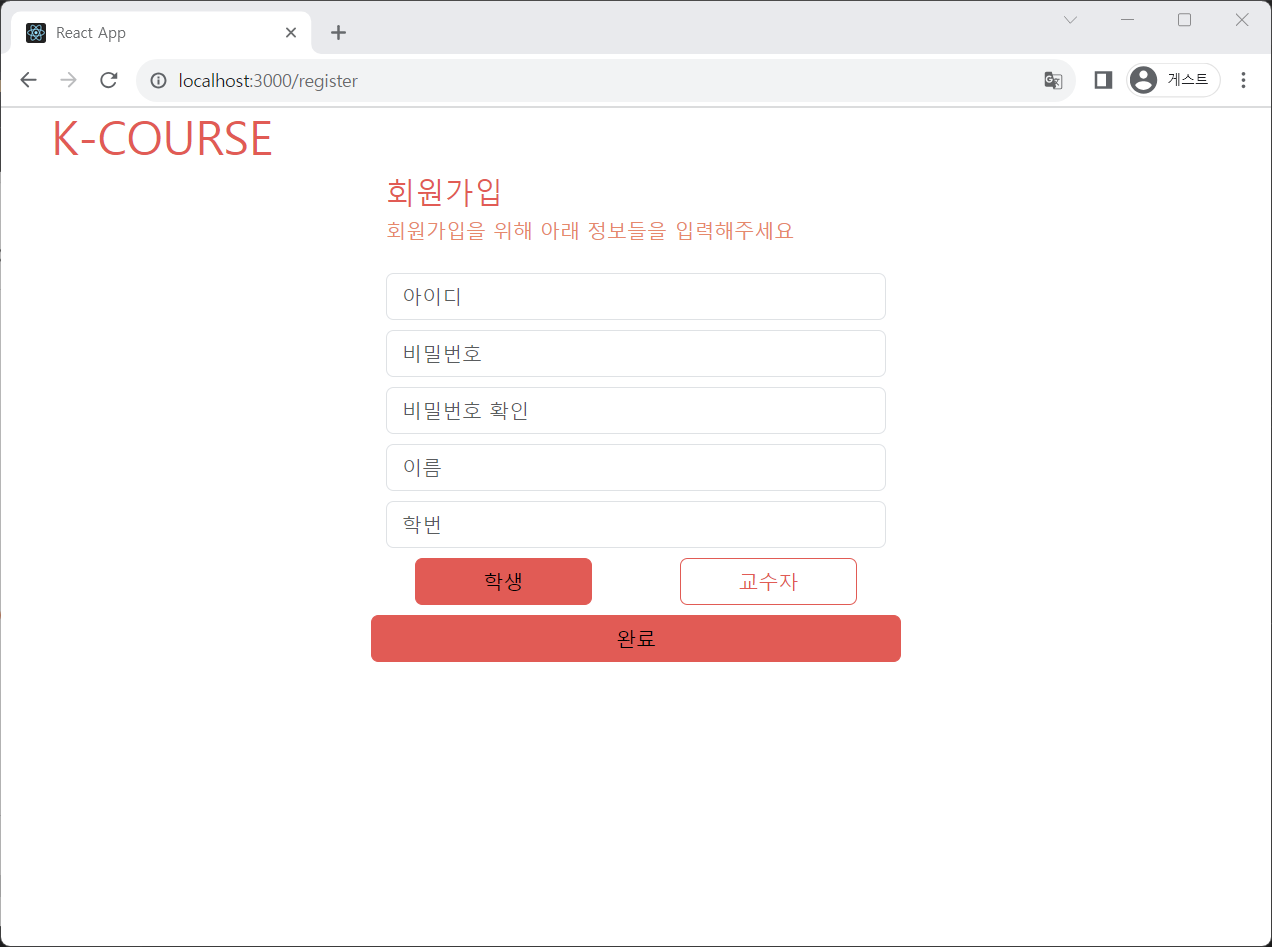 React App
localhost:3000/register
게스트
K-COURSE
회원가입
회원가입을 위해 아래 정보들을 입력해주세요
아이디
비밀번호
비밀번호 확인
이름
학번
학생 교수자
완료